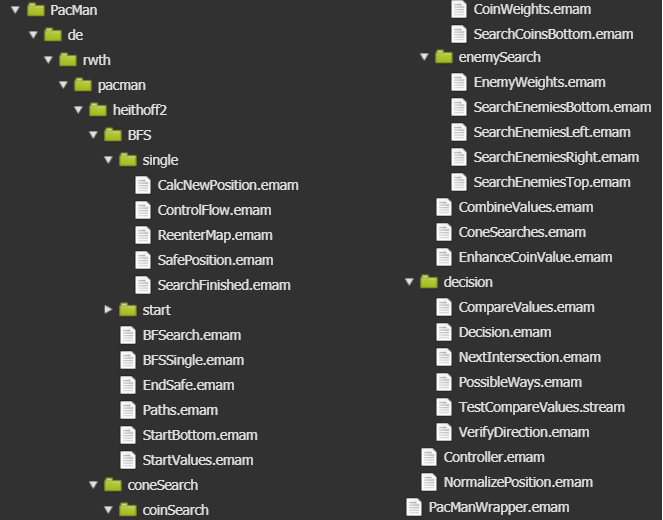 PacMan
de
rwth
pacman
heithoff2
BFS
single
CalcNewPosition.emam
ControlFlow.emam
ReenterMap.emam
SafePosition.emam
SearchFinished.emam
start
BFSearch.emam
BFSSingle.emam
EndSafe.emam
Paths.emam
StartBottom.emam
StartValues.emam
coneSearch
coinSearch
CoinWeights.emam
SearchCoinsBottom.emam
enemySearch
EnemyWeights.emam
SearchEnemiesBottom.emam
SearchEnemiesLeft.emam
SearchEnemiesRight.emam
SearchEnemiesTop.emam
CombineValues.emam
ConeSearches.emam
EnhanceCoinValue.emam
decision
CompareValues.emam
Decision.emam
NextIntersection.emam
PossibleWays.emam
TestCompareValues.stream
VerifyDirection.emam
Controller.emam
NormalizePosition.emam
PacManWrapper.emam